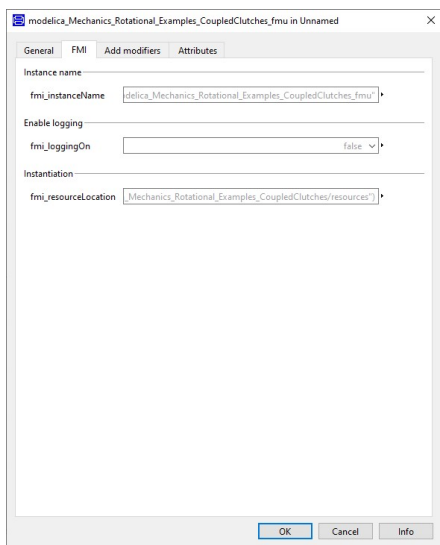 modelica_Mechanics_Rotational_Examples_CoupledClutches_fmu in Unnamed
General FMI Add modifiers Attributes
Instance name
fmi_instanceName delica_Mechanics_Rotational_Examples_CoupledClutches_fmu"
Enable logging
fmi_loggingOn false
Instantiation
fmi_resourceLocation _Mechanics_Rotational_Examples_CoupledClutches/resources")
OK Cancel Info